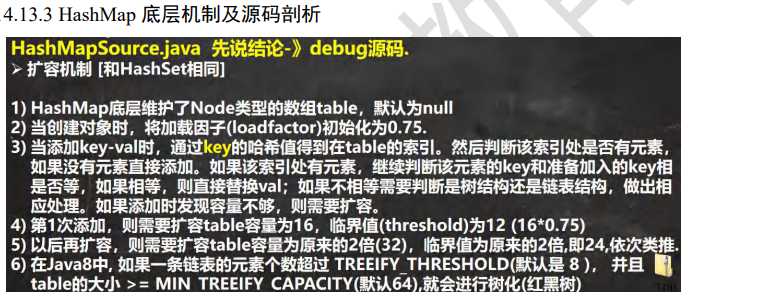 4.13.3 HashMap 底层机制及源码剖析
HashMapSource.java 先说结论-》debug源码.
➢ 扩容机制 [和HashSet相同]
1) HashMap底层维护了Node类型的数组table，默认为null
2) 当创建对象时，将加载因子(loadfactor)初始化为0.75.
3) 当添加key-val时，通过key的哈希值得到在table的索引。然后判断该索引处是否有元素，
如果没有元素直接添加。如果该索引处有元素，继续判断该元素的key和准备加入的key相
是否等，如果相等，则直接替换val；如果不相等需要判断是树结构还是链表结构，做出相
应处理。如果添加时发现容量不够，则需要扩容。
4) 第1次添加，则需要扩容table容量为16，临界值(threshold)为12 (16*0.75)
5) 以后再扩容，则需要扩容table容量为原来的2倍(32)，临界值为原来的2倍,即24,依次类推.
6) 在Java8中, 如果一条链表的元素个数超过 TREEIFY_THRESHOLD(默认是 8 )，并且
table的大小 >= MIN_TREEIFY_CAPACITY(默认64),就会进行树化(红黑树)